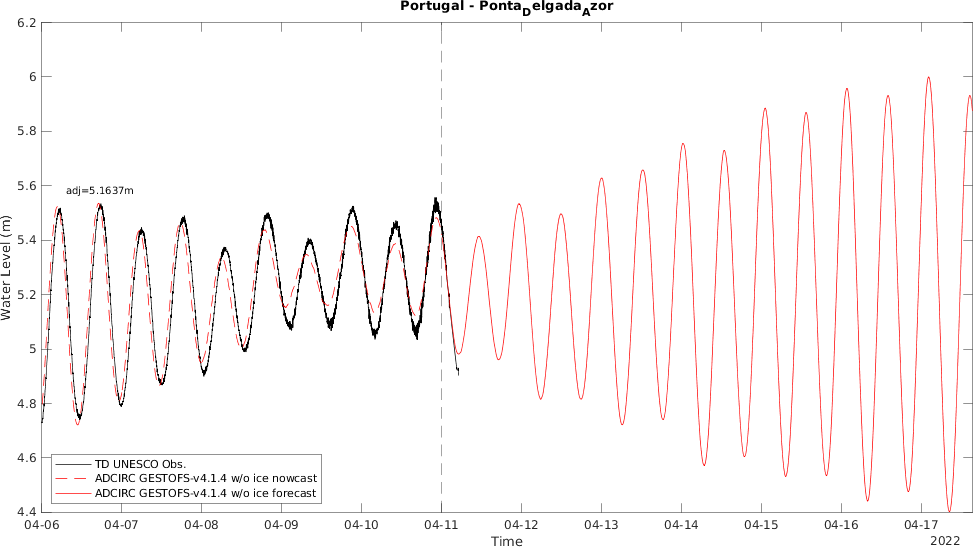 Portugal - PontaDelgadaAzor
6.2
6
5.8
5.6
5.4
5.2
5
4.8
4.6
4.4
Water Level (m)
adj=5.1637m
TD UNESCO Obs.
ADCIRC GESTOFS-v4.1.4 w/o ice nowcast
ADCIRC GESTOFS-v4.1.4 w/o ice forecast
04-06 04-07 04-08 04-09 04-10 04-11 04-12 04-13 04-14 04-15 04-16 04-17
Time
2022